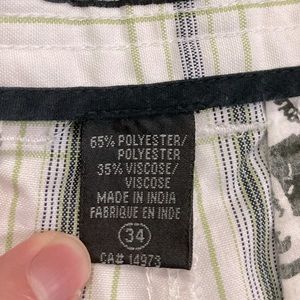 65% POLYESTER/
POLYESTER
35% VISCOSE/
VISCOSE
MADE IN INDIA
FABRIQUE EN INDE
34
CA# 14973